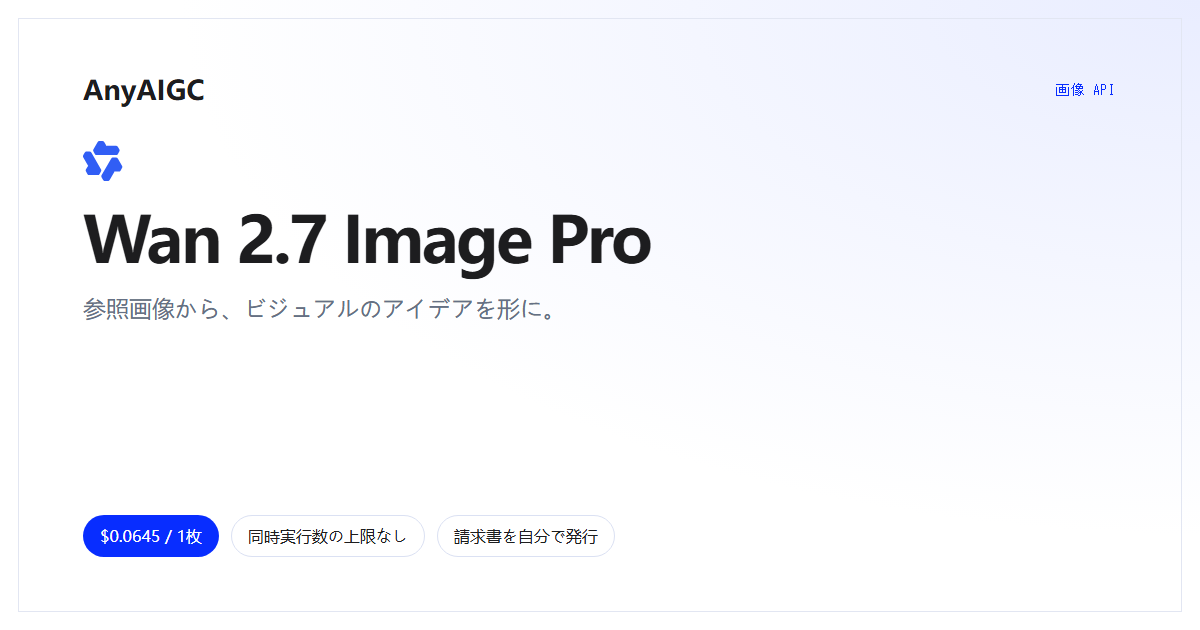 AnyAIGC
画像 API
Wan 2.7 Image Pro
参照画像から、ビジュアルのアイデアを形に。
$0.0645 / 1枚
同時実行数の上限なし
請求書を自分で発行